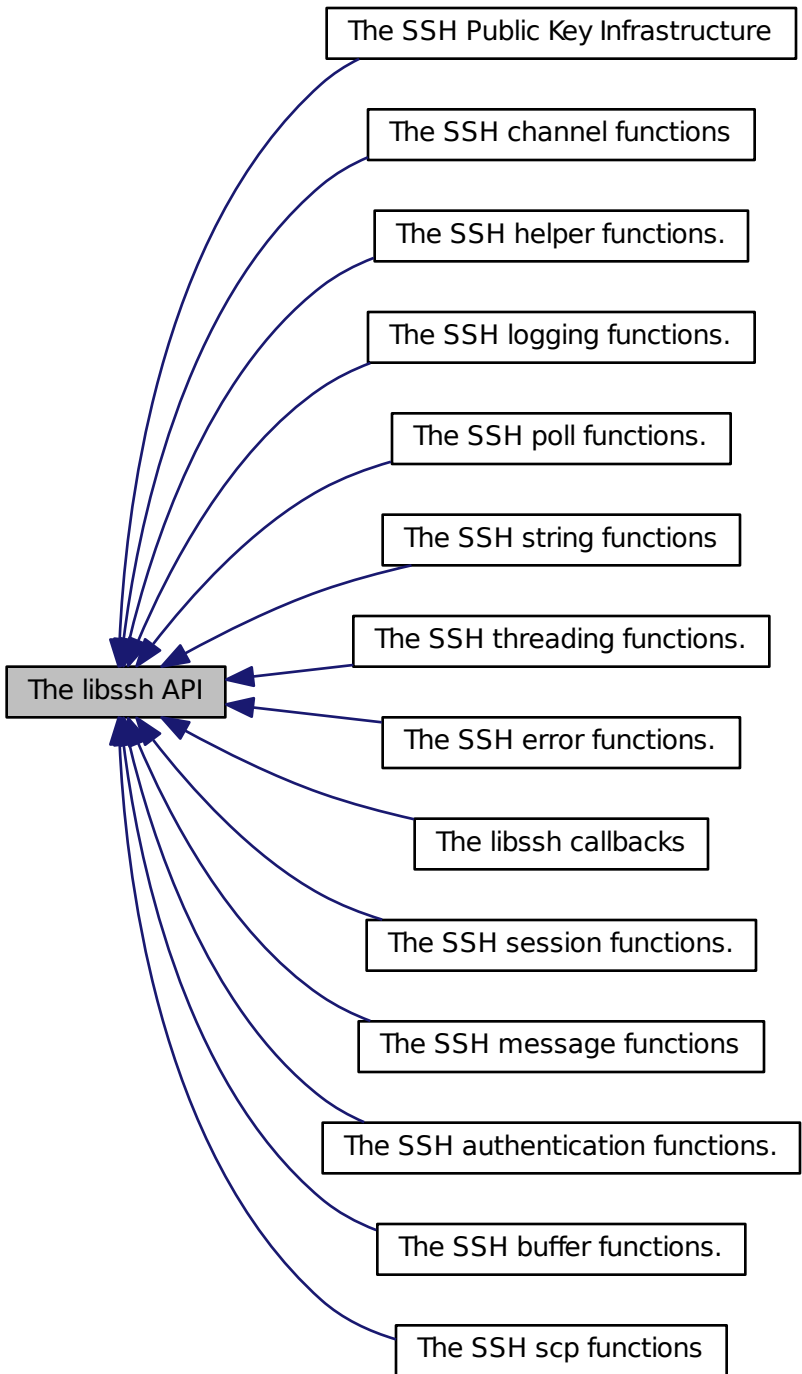 The SSH Public Key Infrastructure
The SSH channel functions
The SSH helper functions.
The SSH logging functions.
The SSH poll functions.
The SSH string functions
The SSH threading functions.
The libssh API
The SSH error functions.
The libssh callbacks
The SSH session functions.
The SSH message functions
The SSH authentication functions.
The SSH buffer functions.
The SSH scp functions